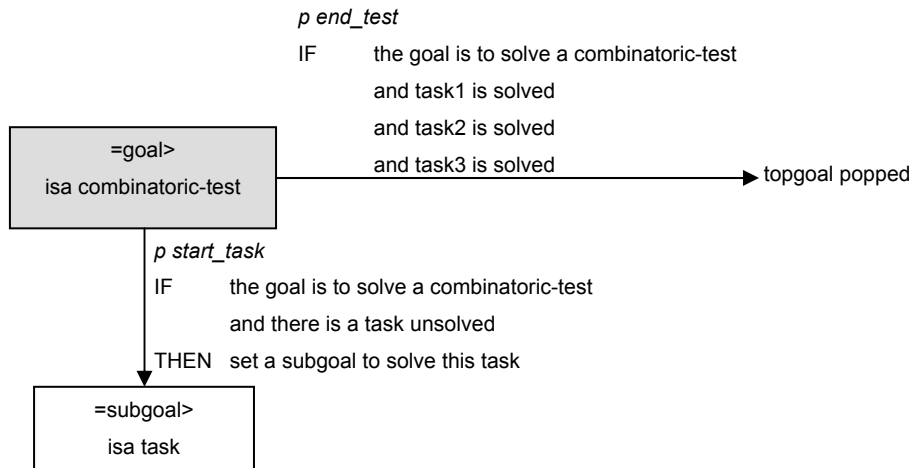 p end_test
IF the goal is to solve a combinatoric-test
and task1 is solved
and task2 is solved
and task3 is solved
=goal>
isa combinatoric-test
topgoal popped
p start_task
IF the goal is to solve a combinatoric-test
and there is a task unsolved
THEN set a subgoal to solve this task
=subgoal>
isa task